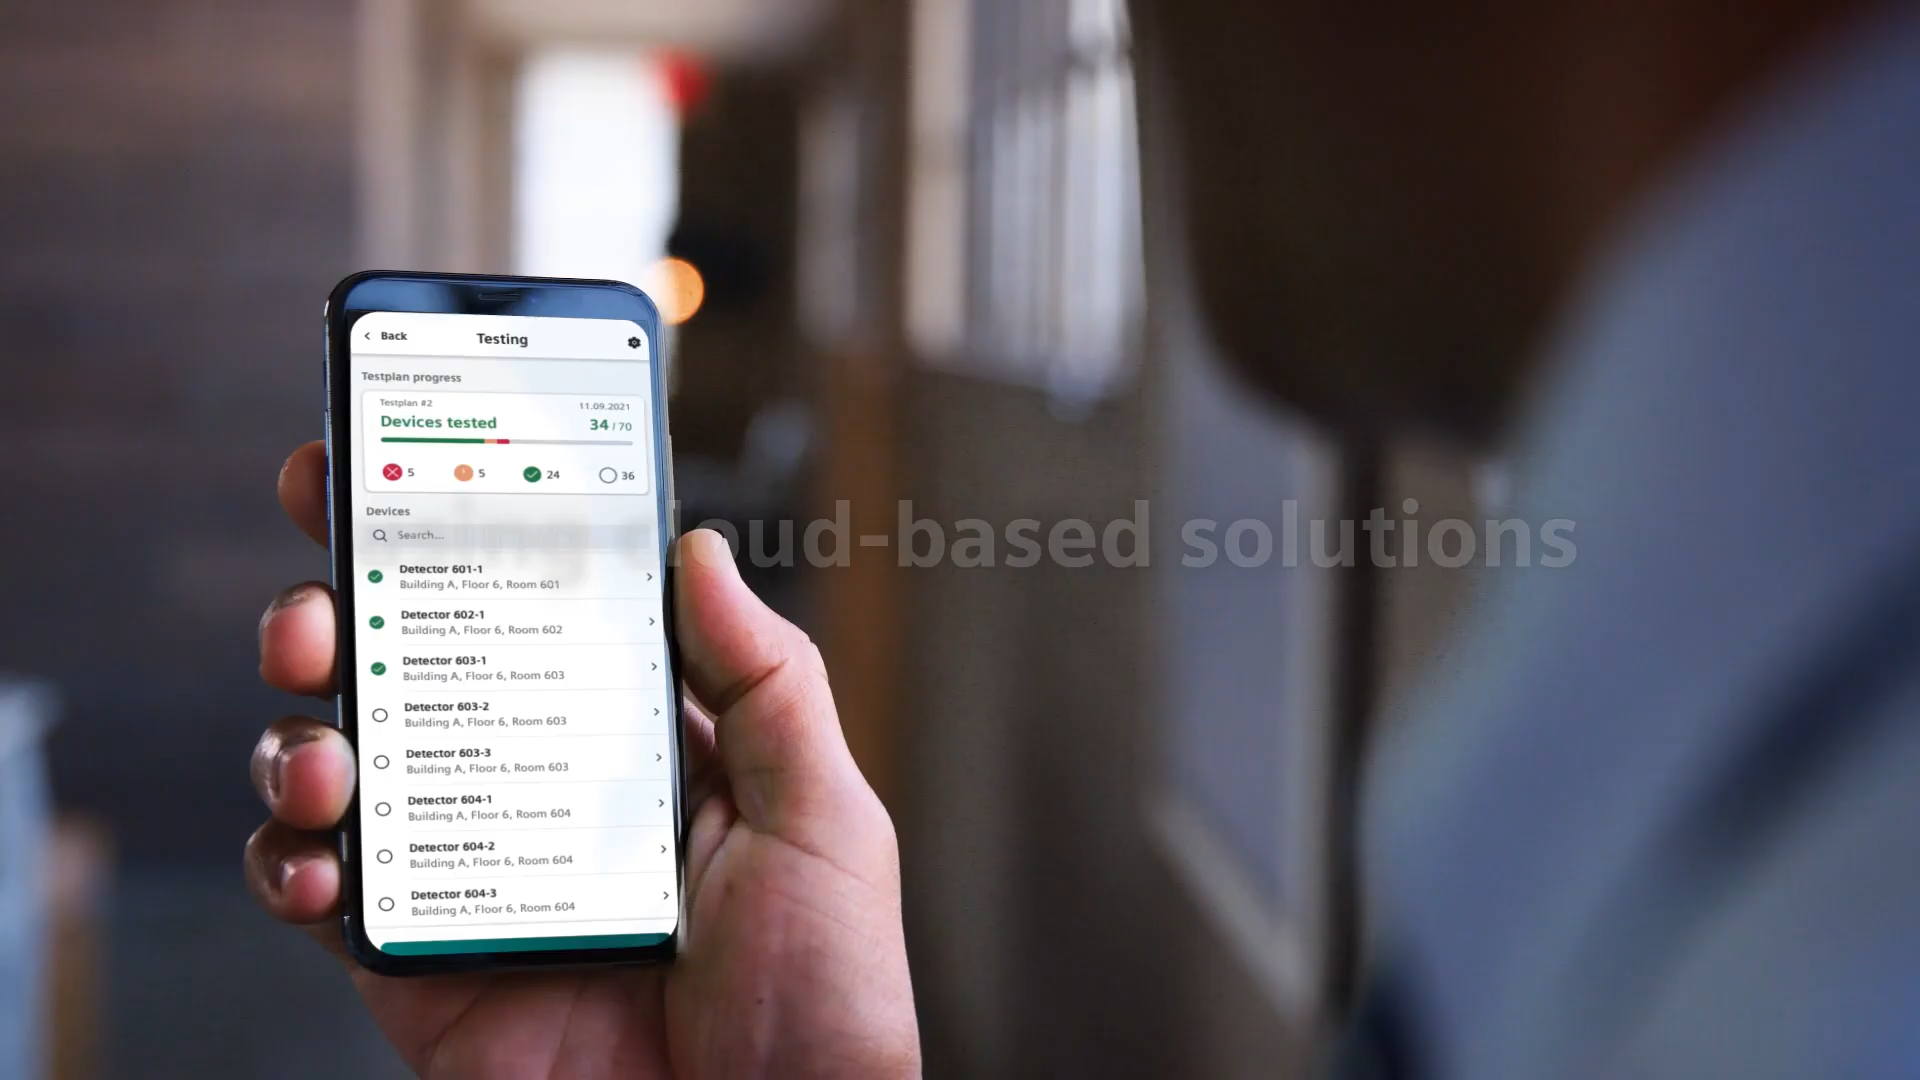 Back
Testing
Testplan progress
Testplan #2
11.09.2021
Devices tested
34 / 70
5
5
24
36
Devices
Search...
cloud-based solutions
Detector 601-1
Building A, Floor 6, Room 601
Detector 602-1
Building A, Floor 6, Room 602
Detector 603-1
Building A, Floor 6, Room 603
Detector 603-2
Building A, Floor 6, Room 603
Detector 603-3
Building A, Floor 6, Room 603
Detector 604-1
Building A, Floor 6, Room 604
Detector 604-2
Building A, Floor 6, Room 604
Detector 604-3
Building A, Floor 6, Room 604